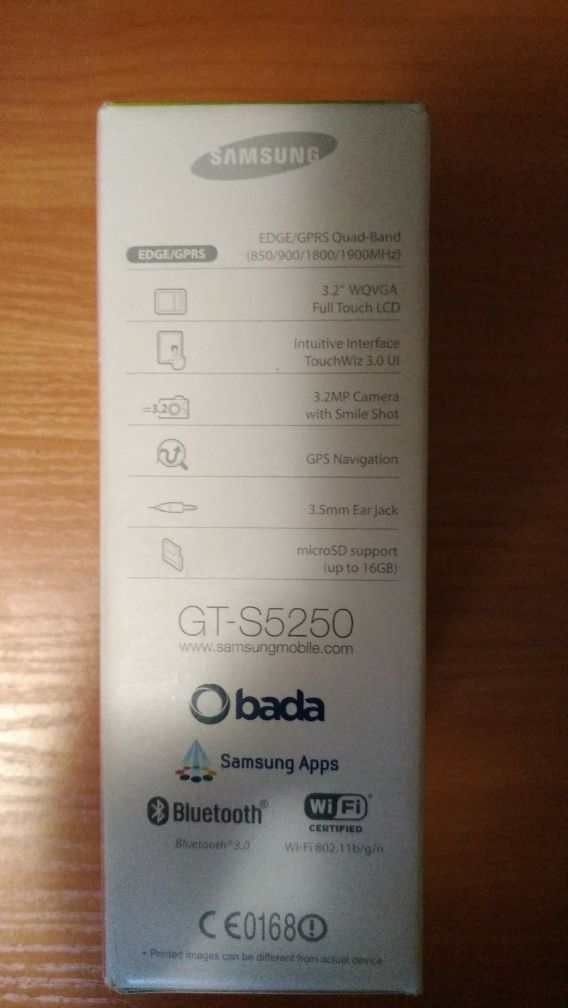 SAMSUNG
EDGE/GPRS
EDGE/GPRS Quad-Band
(850/900/1800/1900MHz)
3.2" WQVGA
Full Touch LCD
Intuitive Interface
TouchWiz 3.0 UI
=3.2
3.2MP Camera
with Smile Shot
GPS Navigation
3.5mm Ear jack
microSD support
(up to 16GB)
GT-S5250
www.samsungmobile.com
bada
Samsung Apps
Bluetooth®
Wi Fi®
CERTIFIED
Bluetooth® 3.0
Wi-Fi 802.11b/g/n
CE0168!
• Printed images can be different from actual device